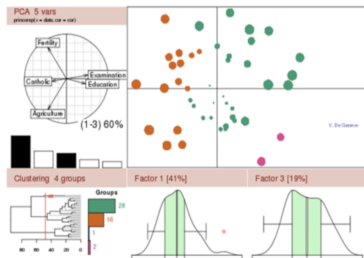 PCA 5 vars
princomp(x = data, cor = cor)
Fertility
Catholic
Examination
Education
Agriculture
(1-3) 60%
V. De Geneve
Clustering 4 groups
Factor 1 [41%]
Factor 3 [19%]
Groups
28
16
1
2
80 60 40 20 0